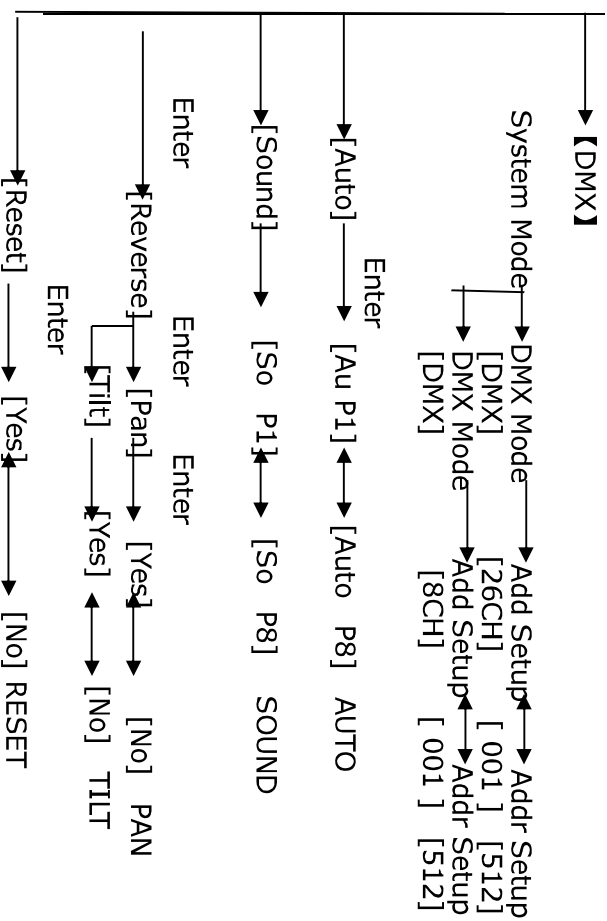 【DMX】
System Mode DMX Mode Add Setup Addr Setup
[DMX] [26CH] [ 001 ] [512]
DMX Mode Add Setup Addr Setup
[DMX] [8CH] [ 001 ] [512]
Enter
[Auto] [Au P1] [Auto P8] AUTO
[Sound] [So P1] [So P8] SOUND
Enter Enter Enter
[Reverse] [Pan] [Yes] [No] PAN
[Tilt] [Yes] [No] TILT
Enter
[Reset] [Yes] [No] RESET